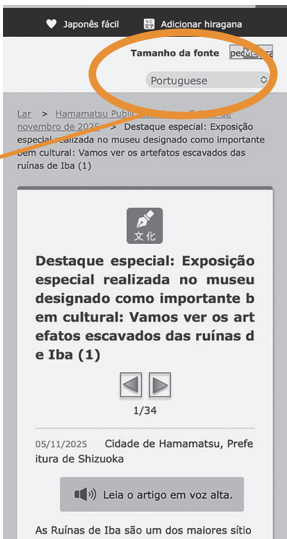 Japonês fácil Adicionar hiragana
Tamanho da fonte
Portuguese
Lar > Hamamatsu
novembro de 2025 > Destaque especial: Exposição
especial realizada no museu designado como importante
bem cultural: Vamos ver os artefatos escavados das
ruínas de Iba (1)
文化
Destaque especial: Exposição
especial realizada no museu
designado como importante b
em cultural: Vamos ver os art
efatos escavados das ruínas d
e Iba (1)
1/34
05/11/2025 Cidade de Hamamatsu, Prefe
itura de Shizuoka
Leia o artigo em voz alta.
As Ruínas de Iba são um dos maiores sítio